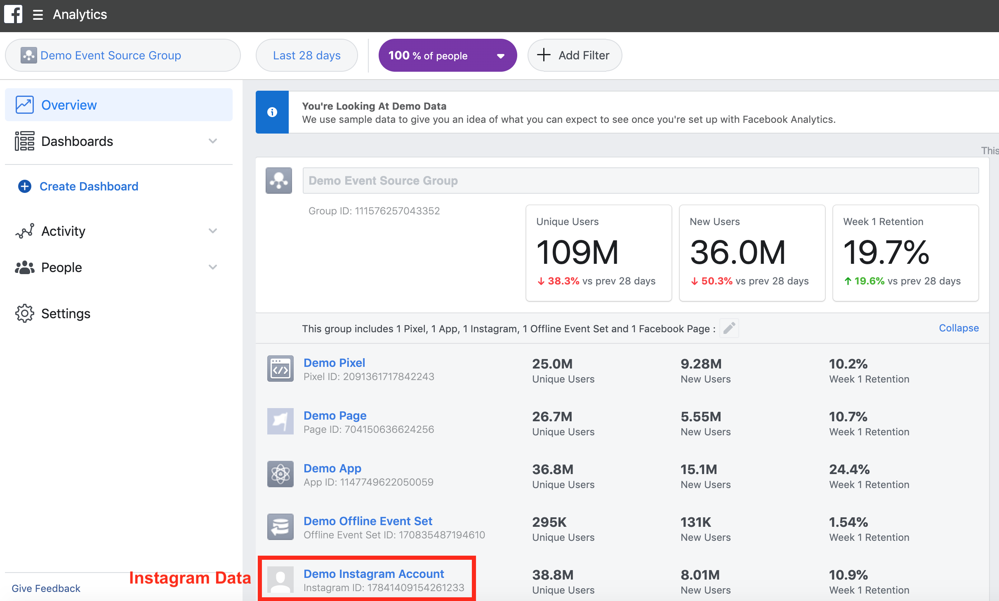 Analytics
Demo Event Source Group
Last 28 days
100 % of people
Add Filter
Overview
Dashboards
Create Dashboard
Activity
People
Settings
Give Feedback
You're Looking At Demo Data
We use sample data to give you an idea of what you can expect to see once you're set up with Facebook Analytics.
This
Demo Event Source Group
Group ID: 111576257043352
Unique Users
109M
38.3% vs prev 28 days
New Users
36.0M
50.3% vs prev 28 days
Week 1 Retention
19.7%
19.6% vs prev 28 days
This group includes 1 Pixel, 1 App, 1 Instagram, 1 Offline Event Set and 1 Facebook Page :
Collapse
Demo Pixel
Pixel ID: 2091361717842243
25.0M
Unique Users
9.28M
New Users
10.2%
Week 1 Retention
Demo Page
Page ID: 704150636624256
26.7M
Unique Users
5.55M
New Users
10.7%
Week 1 Retention
Demo App
App ID: 1147749622050059
36.8M
Unique Users
15.1M
New Users
24.4%
Week 1 Retention
Demo Offline Event Set
Offline Event Set ID: 170835487194610
295K
Unique Users
131K
New Users
1.54%
Week 1 Retention
Instagram Data
Demo Instagram Account
Instagram ID: 17841409154261233
38.8M
Unique Users
8.01M
New Users
10.9%
Week 1 Retention